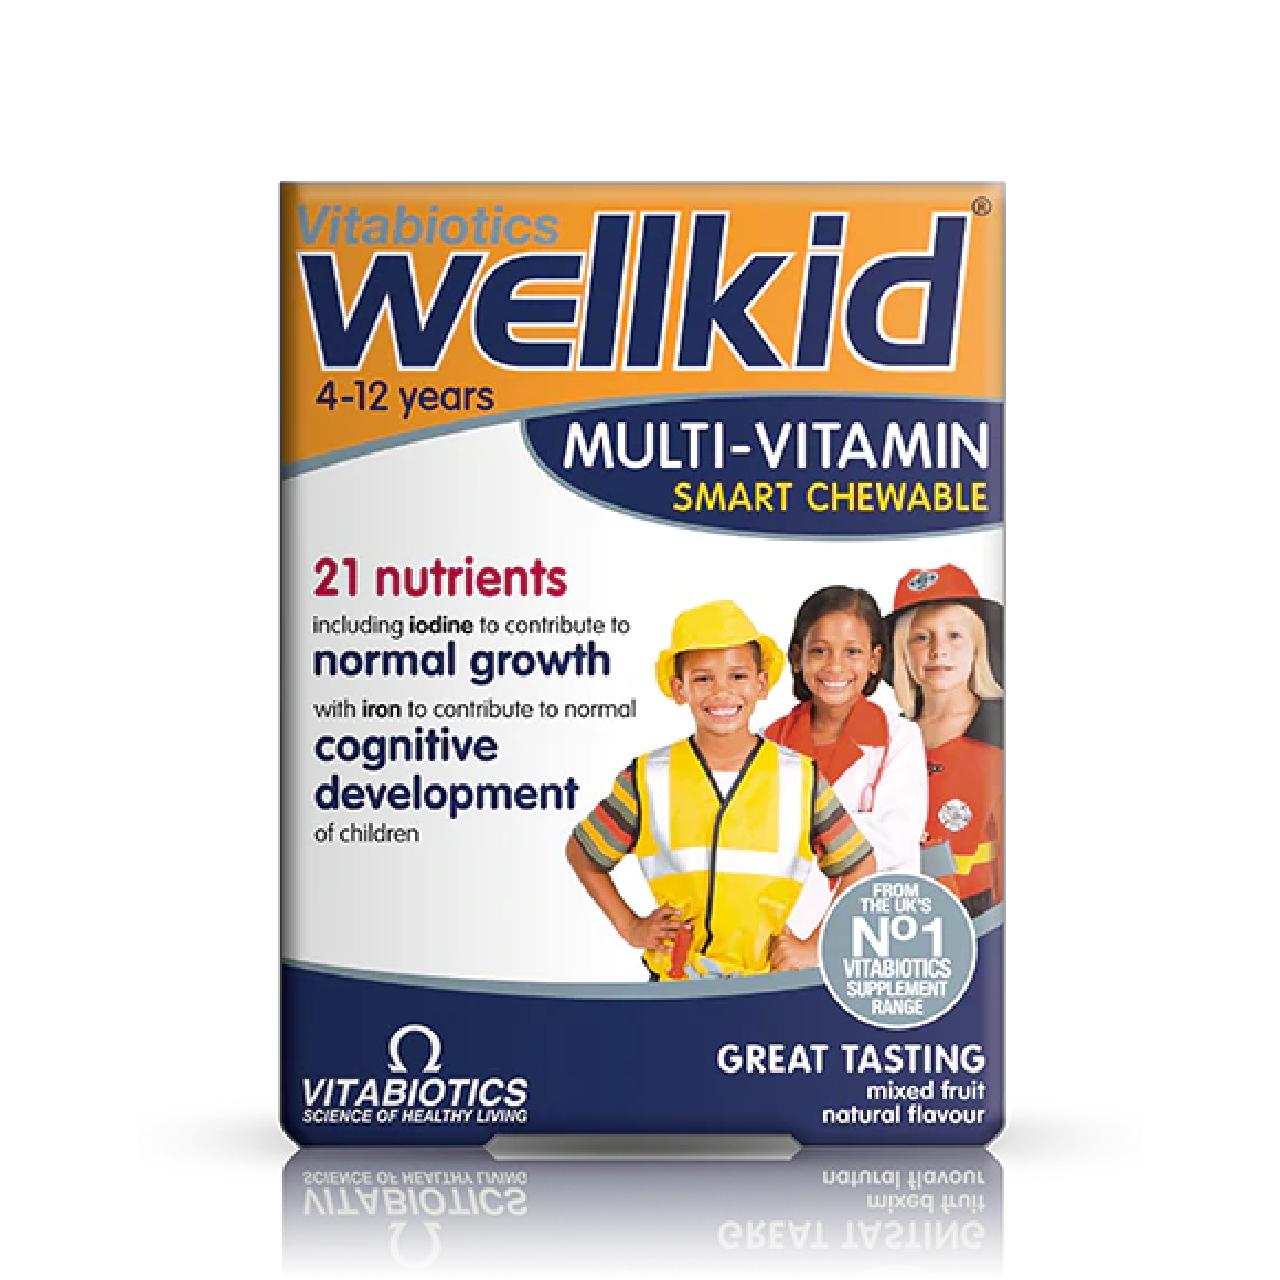 Vitabiotics
wellkid®
4-12 years
MULTI-VITAMIN
SMART CHEWABLE
21 nutrients
including iodine to contribute to
normal growth
with iron to contribute to normal
cognitive
development
of children
FROM
THE UK'S
Nº1
VITABIOTICS
SUPPLEMENT
RANGE
GREAT TASTING
mixed fruit
natural flavour
Ω
VITABIOTICS
SCIENCE OF HEALTHY LIVING